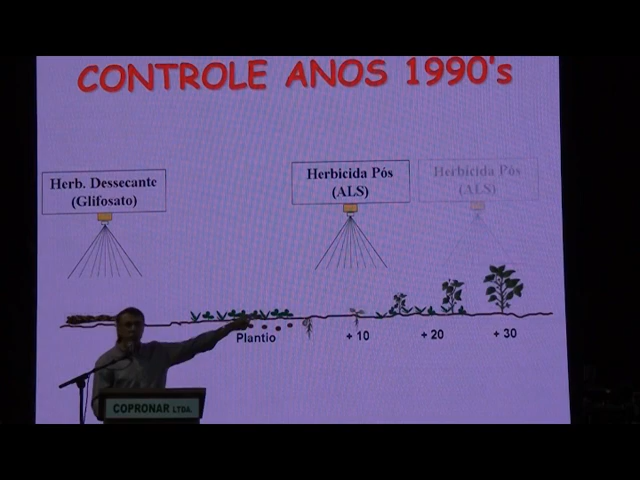 CONTROLE ANOS 1990's
Herb. Dessecante
(Glifosato)
Herbicida Pós
(ALS)
Herbicida Pós
(ALS)
Plantio
+ 10
+ 20
+ 30
COPRONAR LTDA.